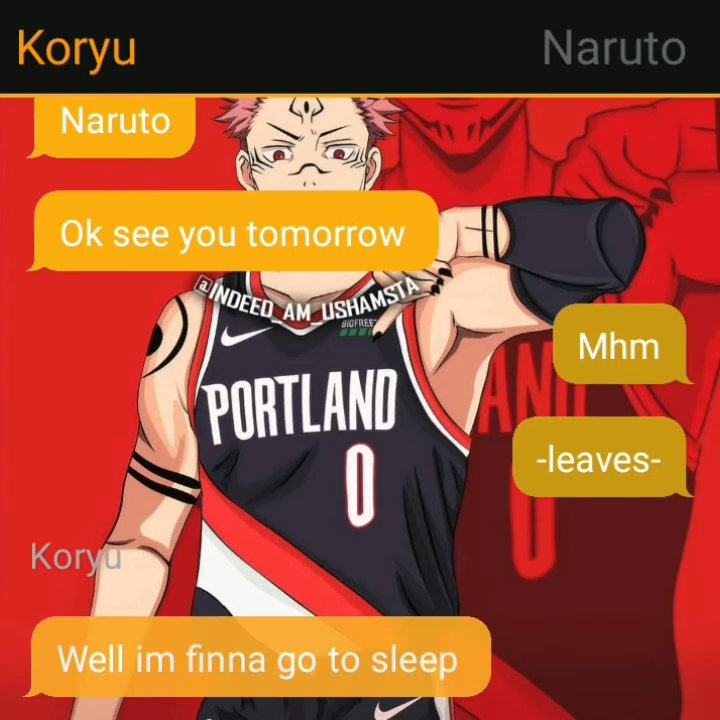 Koryu
Naruto
Naruto
Ok see you tomorrow
@INDEED_AM_USHAMSTA
BIOFREE
Mhm
PORTLAND
0
-leaves-
Koryu
Well im finna go to sleep